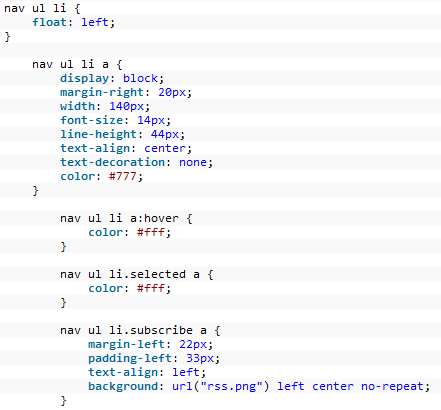 nav ul li {
    float: left;
}
    nav ul li a {
        display: block;
        margin-right: 20px;
        width: 140px;
        font-size: 14px;
        line-height: 44px;
        text-align: center;
        text-decoration: none;
        color: #777;
    }
        nav ul li a:hover {
            color: #fff;
        }
        nav ul li.selected a {
            color: #fff;
        }
        nav ul li.subscribe a {
            margin-left: 22px;
            padding-left: 33px;
            text-align: left;
            background: url("rss.png") left center no-repeat;
        }